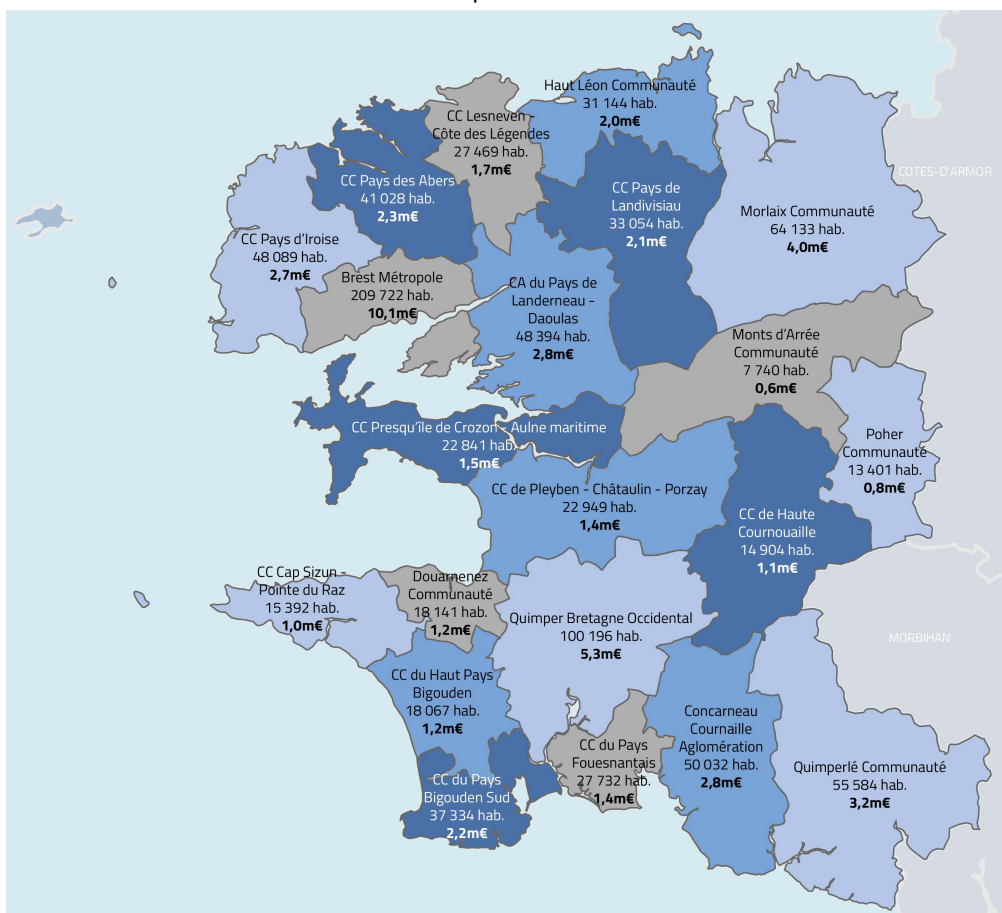 Haut Léon Communauté
31 144 hab.
2,0m€
CC Lesneven -
Côte des Légendes
27 469 hab.
1,7m€
CC Pays des Abers
41 028 hab.
2,3m€
CC Pays de
Landivisiau
33 054 hab.
2,1m€
COTES-D'ARMOR
Morlaix Communauté
64 133 hab.
4,0m€
CC Pays d'Iroise
48 089 hab.
2,7m€
Brest Métropole
209 722 hab.
10,1m€
CA du Pays de
Landerneau -
Daoulas
48 394 hab.
2,8m€
Monts d'Arrée
Communauté
7 740 hab.
0,6m€
CC Presqu'île de Crozon - Aulne maritime
22 841 hab.
1,5m€
Poher
Communauté
13 401 hab.
0,8m€
CC de Pleyben - Châtaulin - Porzay
22 949 hab.
1,4m€
CC de Haute
Cournouaille
14 904 hab.
1,1m€
CC Cap Sizun -
Pointe du Raz
15 392 hab.
1,0m€
Douarnenez
Communauté
18 141 hab.
1,2m€
Quimper Bretagne Occidental
100 196 hab.
5,3m€
MORBIHAN
CC du Haut Pays
Bigouden
18 067 hab.
1,2m€
CC du Pays
Fouesnantais
27 732 hab.
1,4m€
Concarneau
Cournaille
Aglomération
50 032 hab.
2,8m€
CC du Pays
Bigouden Sud
37 334 hab.
2,2m€
Quimperlé Communauté
55 584 hab.
3,2m€